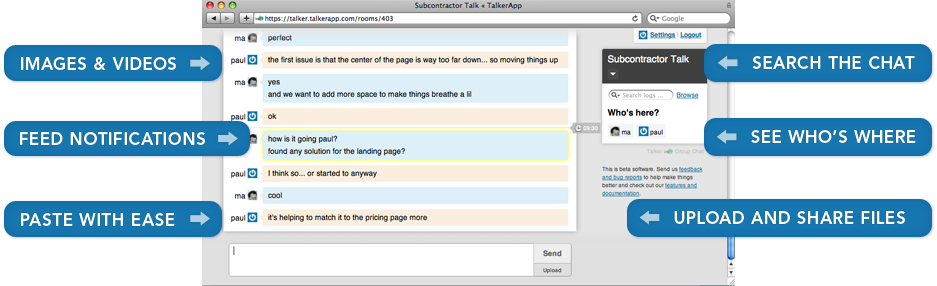 Subcontractor Talk « TalkerApp
https://talker.talkerapp.com/rooms/403
Google
Settings | Logout
ma perfect
paul the first issue is that the center of the page is way too far down... so moving things up
ma yes
and we want to add more space to make things breathe a lil
paul ok
09:00
how is it going paul?
found any solution for the landing page?
paul I think so... or started to anyway
ma cool
paul it's helping to match it to the pricing page more
Send
Upload
Subcontractor Talk
Search logs ... Browse
Who's here?
ma paul
Talker Group Chat
This is beta software. Send us feedback
and bug reports to help make things
better and check out our features and
documentation.
IMAGES & VIDEOS
FEED NOTIFICATIONS
PASTE WITH EASE
SEARCH THE CHAT
SEE WHO'S WHERE
UPLOAD AND SHARE FILES